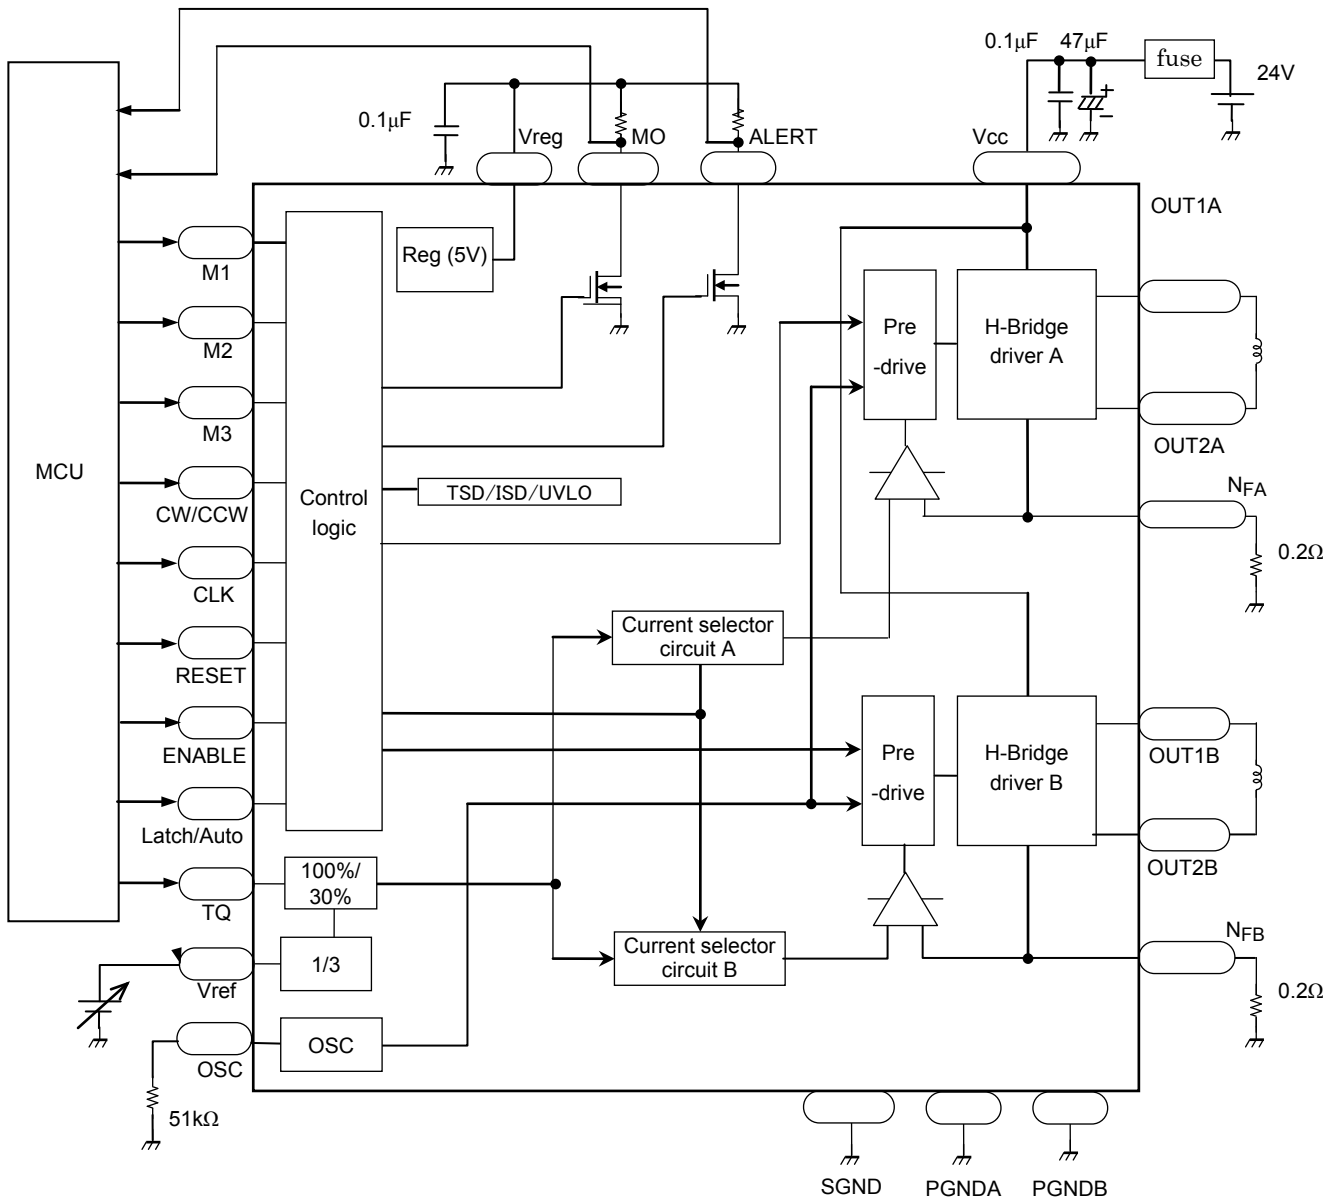 0.1μF
47μF
fuse
24V
0.1μF
Vreg
MO
ALERT
Vcc
OUT1A
M1
Reg (5V)
M2
Pre
-drive
H-Bridge
driver A
M3
OUT2A
MCU
CW/CCW
Control
logic
TSD/ISD/UVLO
NFA
0.2Ω
CLK
RESET
Current selector
circuit A
ENABLE
Pre
-drive
H-Bridge
driver B
OUT1B
Latch/Auto
OUT2B
TQ
100%/
30%
NFB
Vref
1/3
Current selector
circuit B
0.2Ω
OSC
OSC
51kΩ
SGND
PGNDA
PGNDB